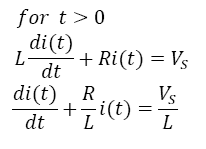 for t > 0
L di(t)/dt + Ri(t) = V_S
di(t)/dt + R/L i(t) = V_S/L